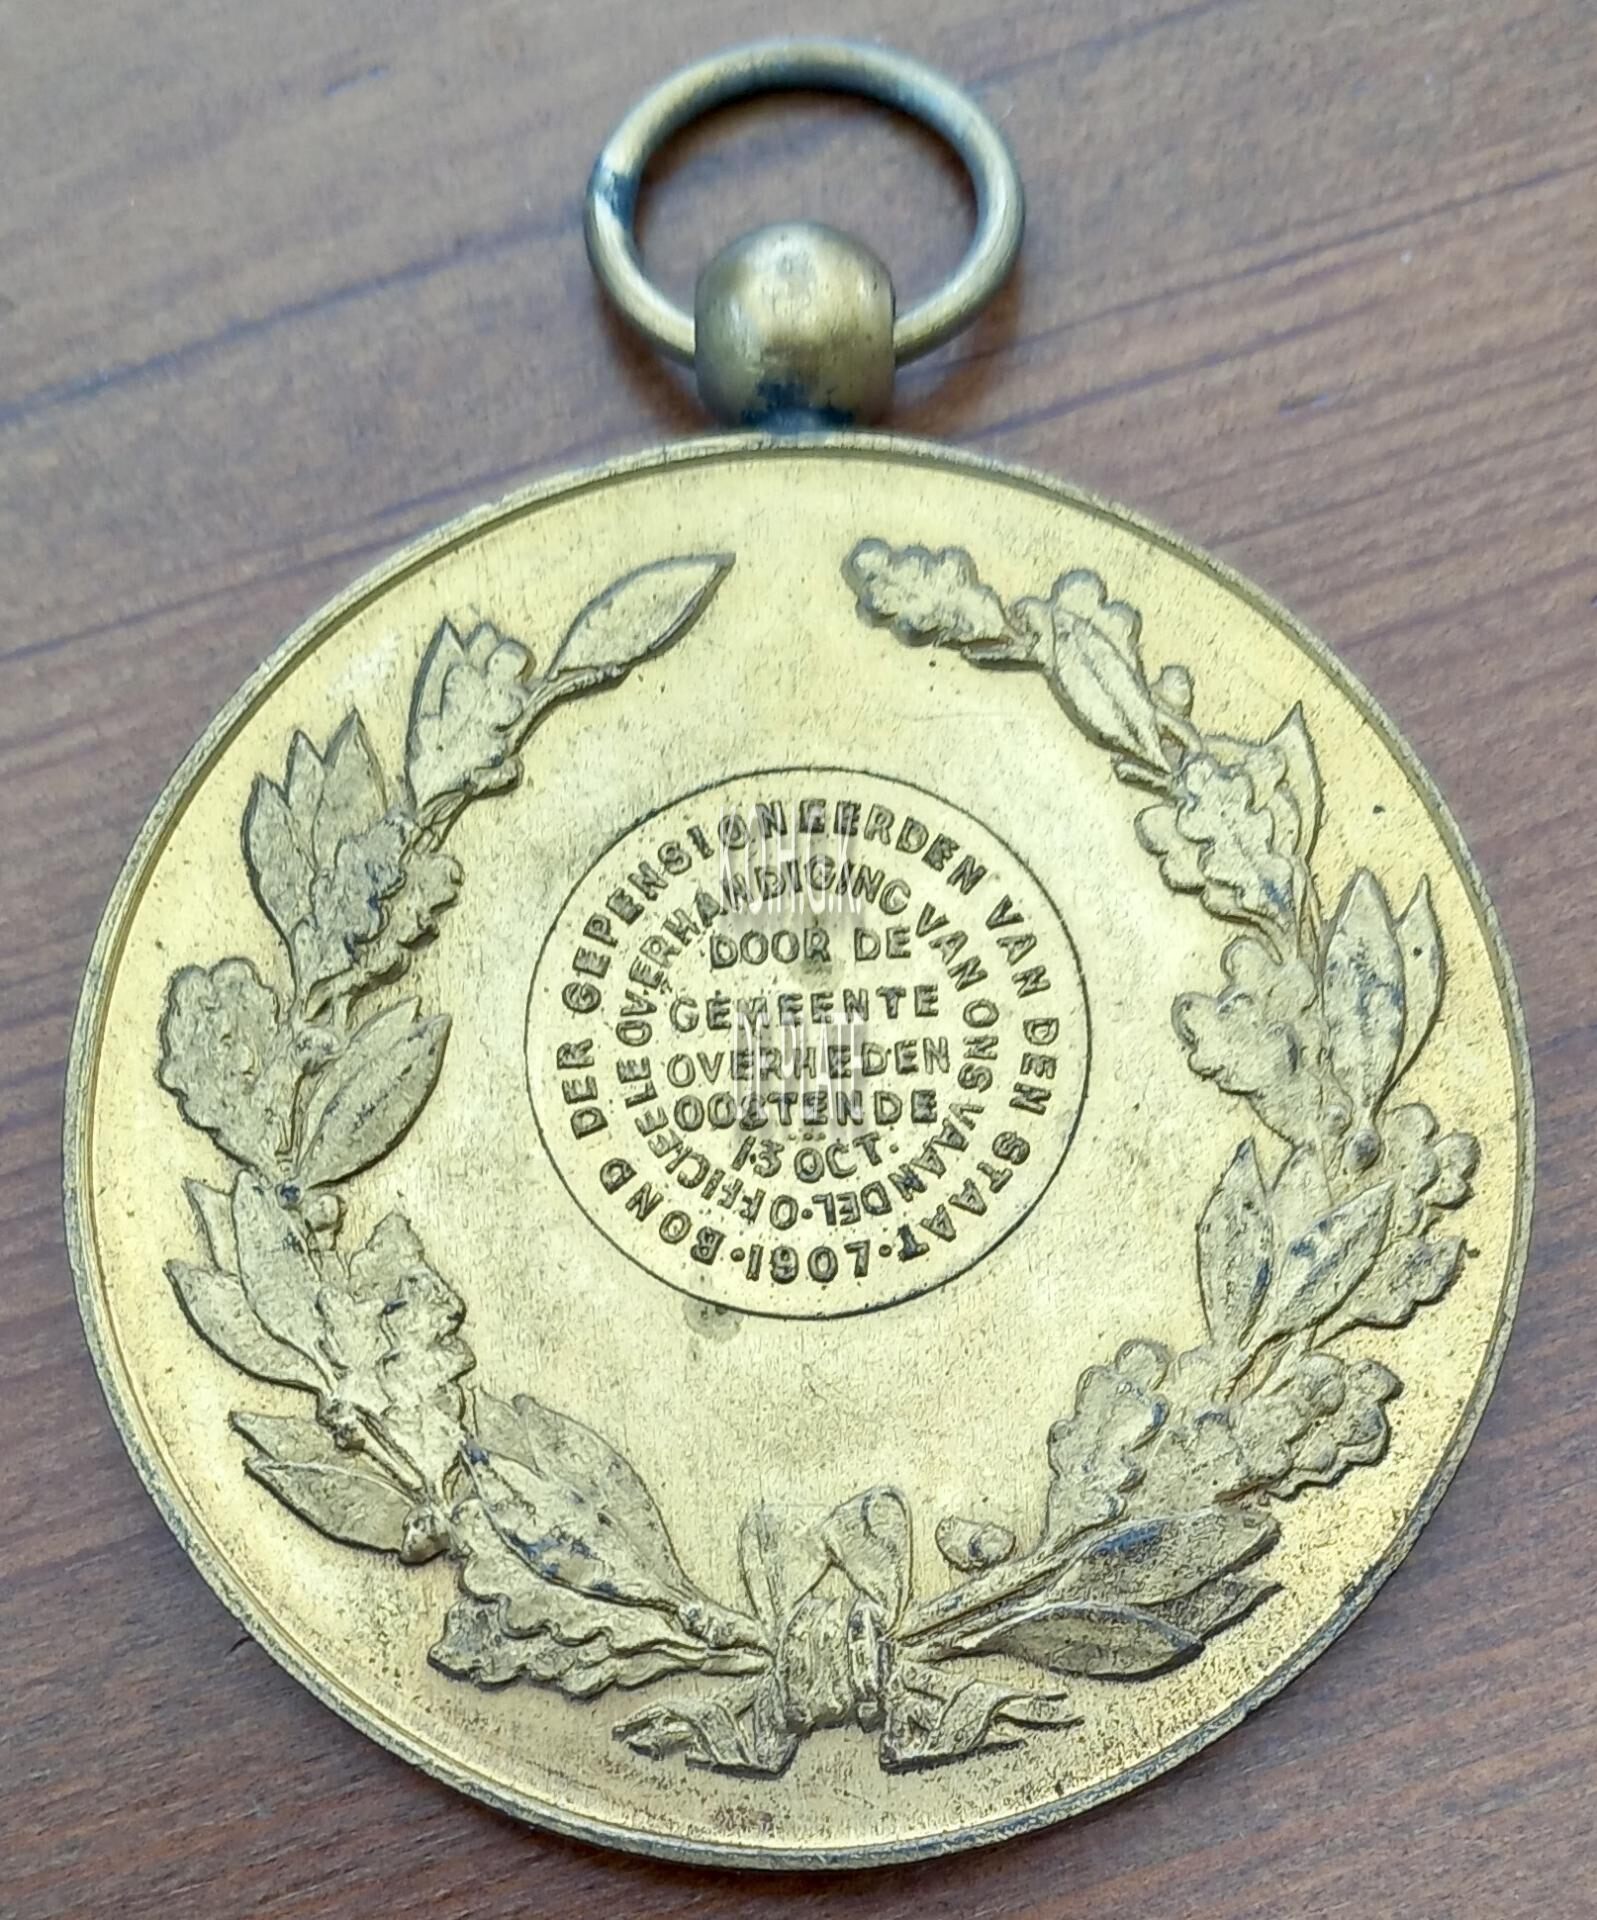 BOND DER GEPENSIONEERDEN VAN DEN STAAT·
OFFICIEELE OVERHANDIGING VAN ONS VAANDEL·
DOOR DE
GEMEENTE
OVERHEDEN
OOSTENDE
13 OCT.
·1907·